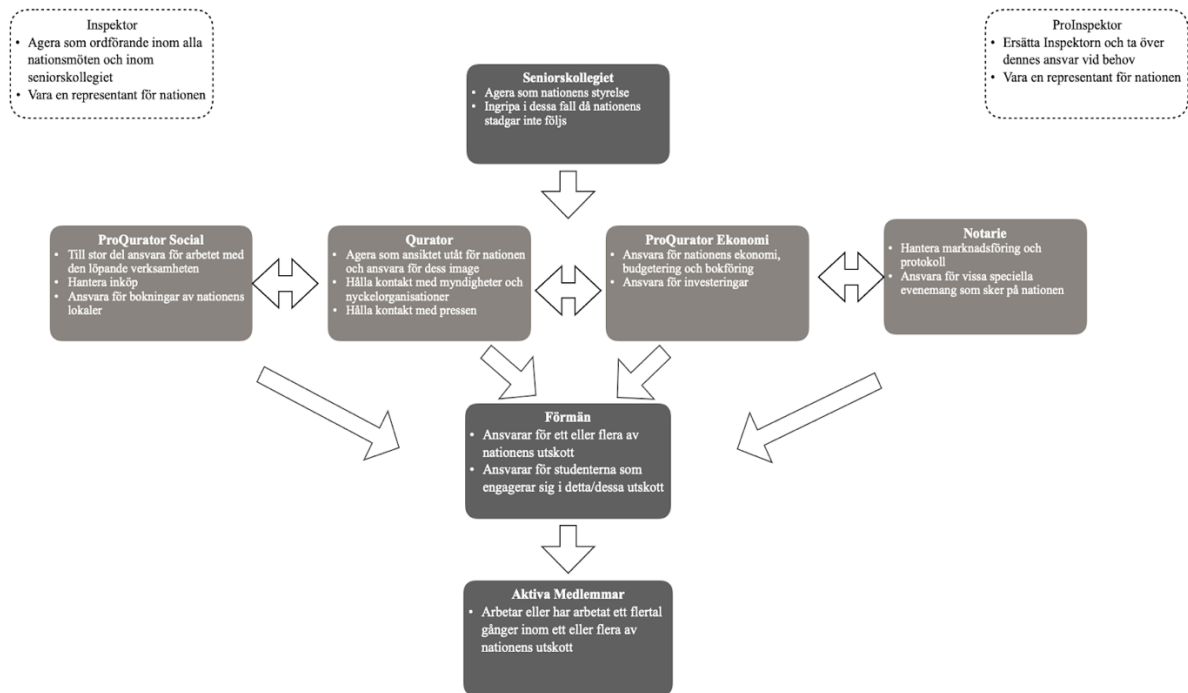 Inspektor
• Agera som ordförande inom alla
nationsmöten och inom
seniorskollegiet
• Vara en representant för nationen
ProInspektor
• Ersätta Inspektorn och ta över
dennes ansvar vid behov
• Vara en representant för nationen
Seniorskollegiet
• Agera som nationens styrelse
• Ingripa i dessa fall då nationens
stadgar inte följs
ProQurator Social
• Till stor del ansvara för arbetet med
den löpande verksamheten
• Hantera inköp
• Ansvara för bokningar av nationens
lokaler
Qurator
• Agera som ansiktet utåt för nationen
och ansvara för dess image
• Hålla kontakt med myndigheter och
nyckelorganisationer
• Hålla kontakt med pressen
ProQurator Ekonomi
• Ansvara för nationens ekonomi,
budgetering och bokföring
• Ansvara för investeringar
Notarie
• Hantera marknadsföring och
protokoll
• Ansvara för vissa speciella
evenemang som sker på nationen
Förmän
• Ansvarar för ett eller flera av
nationens utskott
• Ansvarar för studenterna som
engagerar sig i detta/dessa utskott
Aktiva Medlemmar
• Arbetar eller har arbetat ett flertal
gånger inom ett eller flera av
nationens utskott